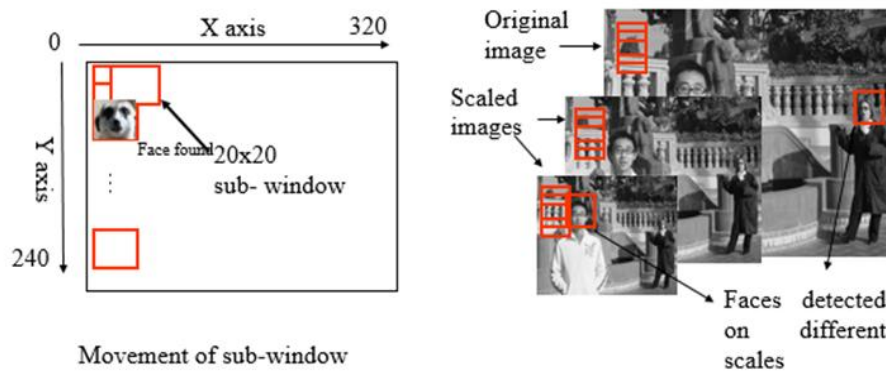 X axis
0
320
Y axis
Face found
20x20
sub- window
⋮
240
Movement of sub-window
Original
image
Scaled
images
Faces detected
on different
scales